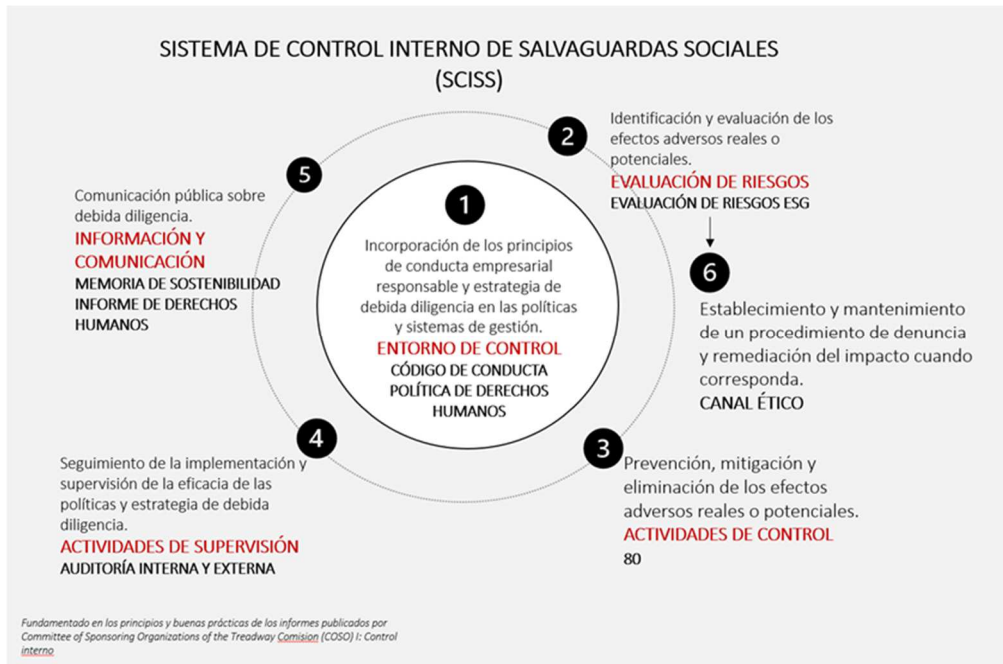 SISTEMA DE CONTROL INTERNO DE SALVAGUARDAS SOCIALES
(SCISS)
1
Incorporación de los principios
de conducta empresarial
responsable y estrategia de
debida diligencia en las políticas
y sistemas de gestión.
ENTORNO DE CONTROL
CÓDIGO DE CONDUCTA
POLÍTICA DE DERECHOS
HUMANOS
2
Identificación y evaluación de los
efectos adversos reales o
potenciales.
EVALUACIÓN DE RIESGOS
EVALUACIÓN DE RIESGOS ESG
6
Establecimiento y mantenimiento
de un procedimiento de denuncia
y remediación del impacto cuando
corresponda.
CANAL ÉTICO
3
Prevención, mitigación y
eliminación de los efectos
adversos reales o potenciales.
ACTIVIDADES DE CONTROL
80
4
Seguimiento de la implementación y
supervisión de la eficacia de las
políticas y estrategia de debida
diligencia.
ACTIVIDADES DE SUPERVISIÓN
AUDITORÍA INTERNA Y EXTERNA
5
Comunicación pública sobre
debida diligencia.
INFORMACIÓN Y
COMUNICACIÓN
MEMORIA DE SOSTENIBILIDAD
INFORME DE DERECHOS
HUMANOS
Fundamentado en los principios y buenas prácticas de los informes publicados por
Committee of Sponsoring Organizations of the Treadway Comision (COSO) I: Control
interno